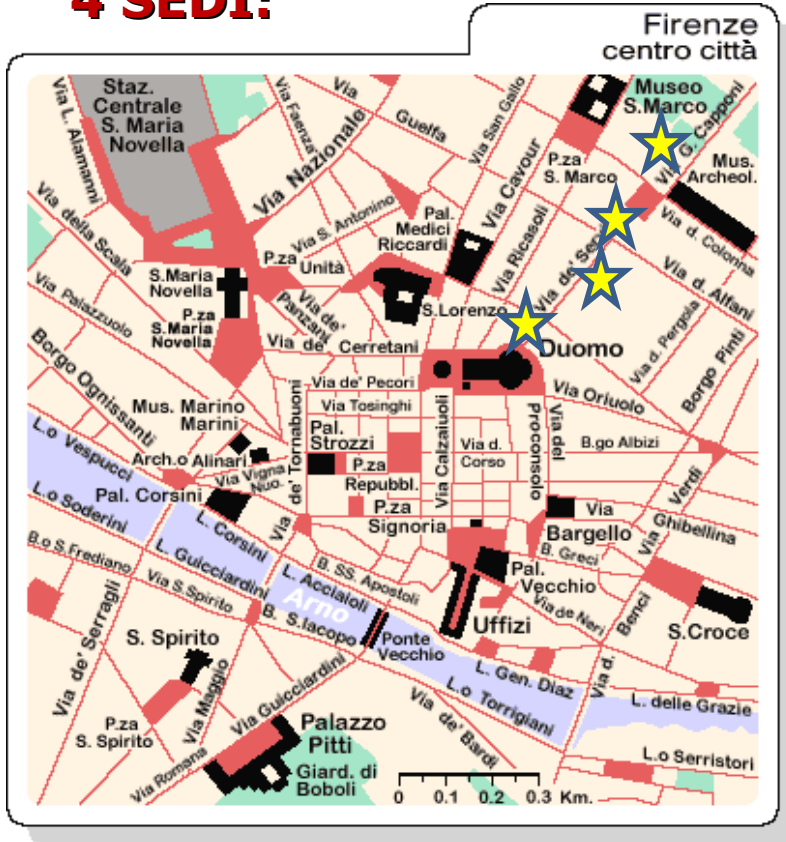 4 SEDI:
Firenze
centro città
Staz.
Centrale
S. Maria
Novella
Via L. Alamanni
Via Faenza
Via
Guelfa
Via Nazionale
Via San Gallo
Museo
S.Marco
Via G. Capponi
P.za
S. Marco
Mus.
Archeol.
Via Cavour
Via Ricasoli
Via d. Colonna
Via della Scala
Via S. Antonino
Pal.
Medici
Riccardi
P.za
Unità
S.Maria
Novella
P.za
S.Maria
Novella
Via de'
Panzani
S.Lorenzo
Via de' Ser
Via d. Alfani
Via d. Pergola
Borgo Pinti
Via Palazzuolo
Via de' Cerretani
Duomo
Borgo Ognissanti
Via de' Pecori
Via Oriuolo
Via Tosinghi
Mus. Marino
Marini
Via
de' Tornabuoni
Pal.
Strozzi
P.za
Repubbl.
Via Calzaiuoli
Via d.
Corso
Via del
Proconsolo
B.go Albizi
L.o Vespucci
Arch.o Alinari
Via Vigna
Nuo.
Pal. Corsini
P.za
Signoria
Via
Ghibellina
Via
Verdi
Bargello
L.o Soderini
L. Corsini
B. Greci
B.o S.Frediano
L. Guicciardini
B. SS. Apostoli
Pal.
Vecchio
Via de Neri
Via d.
Benci
S.Croce
Via S.Spirito
L. Acciaioli
Arno
B. S.Iacopo
Ponte
Vecchio
Uffizi
Via de' Serragli
S. Spirito
Via Maggio
Via Guicciardini
L. Gen. Diaz
L. delle Grazie
L.o Torrigiani
Via de' Bardi
P.za
S. Spirito
Palazzo
Pitti
Via Romana
Giard. di
Boboli
L.o Serristori
0 0.1 0.2 0.3 Km.